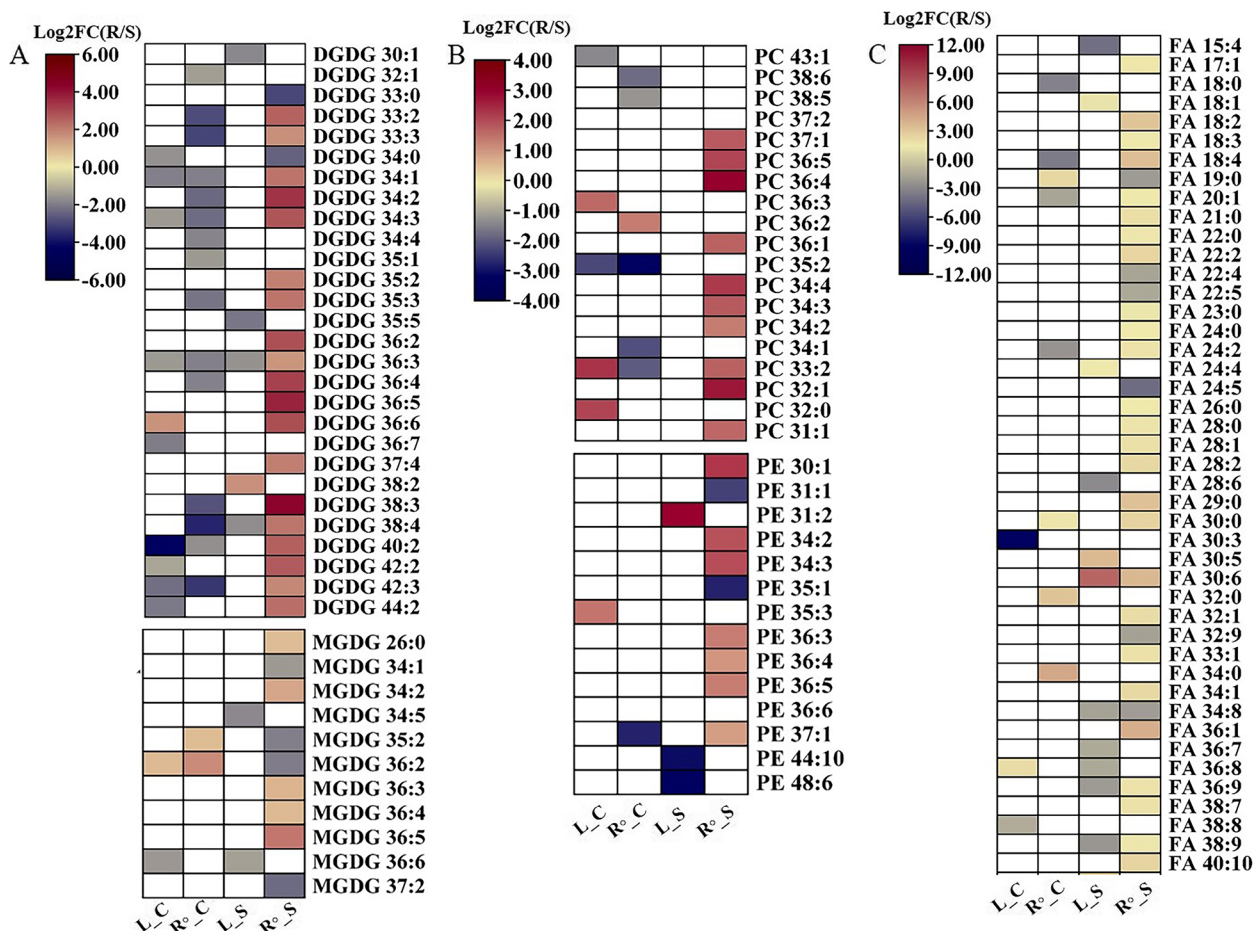 A
Log2FC(R/S)
6.00
4.00
2.00
0.00
-2.00
-4.00
-6.00
DGDG 30:1
DGDG 32:1
DGDG 33:0
DGDG 33:2
DGDG 33:3
DGDG 34:0
DGDG 34:1
DGDG 34:2
DGDG 34:3
DGDG 34:4
DGDG 35:1
DGDG 35:2
DGDG 35:3
DGDG 35:5
DGDG 36:2
DGDG 36:3
DGDG 36:4
DGDG 36:5
DGDG 36:6
DGDG 36:7
DGDG 37:4
DGDG 38:2
DGDG 38:3
DGDG 38:4
DGDG 40:2
DGDG 42:2
DGDG 42:3
DGDG 44:2
MGDG 26:0
MGDG 34:1
MGDG 34:2
MGDG 34:5
MGDG 35:2
MGDG 36:2
MGDG 36:3
MGDG 36:4
MGDG 36:5
MGDG 36:6
MGDG 37:2
L_C R°_C L_S R°_S
B
Log2FC(R/S)
4.00
3.00
2.00
1.00
0.00
-1.00
-2.00
-3.00
-4.00
PC 43:1
PC 38:6
PC 38:5
PC 37:2
PC 37:1
PC 36:5
PC 36:4
PC 36:3
PC 36:2
PC 36:1
PC 35:2
PC 34:4
PC 34:3
PC 34:2
PC 34:1
PC 33:2
PC 32:1
PC 32:0
PC 31:1
PE 30:1
PE 31:1
PE 31:2
PE 34:2
PE 34:3
PE 35:1
PE 35:3
PE 36:3
PE 36:4
PE 36:5
PE 36:6
PE 37:1
PE 44:10
PE 48:6
L_C R°_C L_S R°_S
C
Log2FC(R/S)
12.00
9.00
6.00
3.00
0.00
-3.00
-6.00
-9.00
-12.00
FA 15:4
FA 17:1
FA 18:0
FA 18:1
FA 18:2
FA 18:3
FA 18:4
FA 19:0
FA 20:1
FA 21:0
FA 22:0
FA 22:2
FA 22:4
FA 22:5
FA 23:0
FA 24:0
FA 24:2
FA 24:4
FA 24:5
FA 26:0
FA 28:0
FA 28:1
FA 28:2
FA 28:6
FA 29:0
FA 30:0
FA 30:3
FA 30:5
FA 30:6
FA 32:0
FA 32:1
FA 32:9
FA 33:1
FA 34:0
FA 34:1
FA 34:8
FA 36:1
FA 36:7
FA 36:8
FA 36:9
FA 38:7
FA 38:8
FA 38:9
FA 40:10
L_C R°_C L_S R°_S